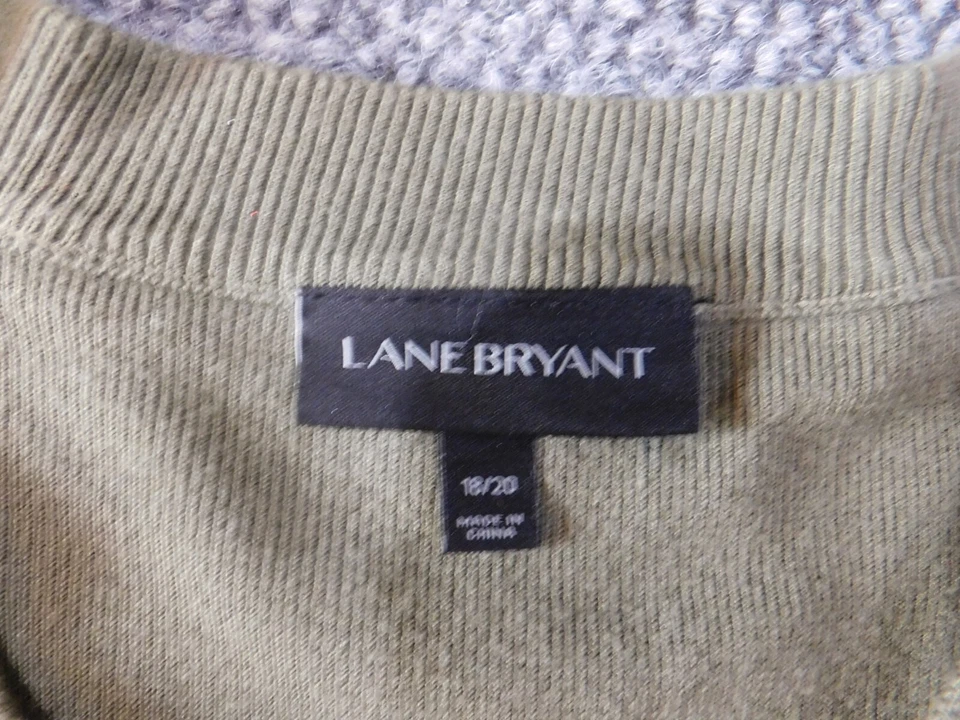 LANE BRYANT
18/20
MADE IN
CHINA